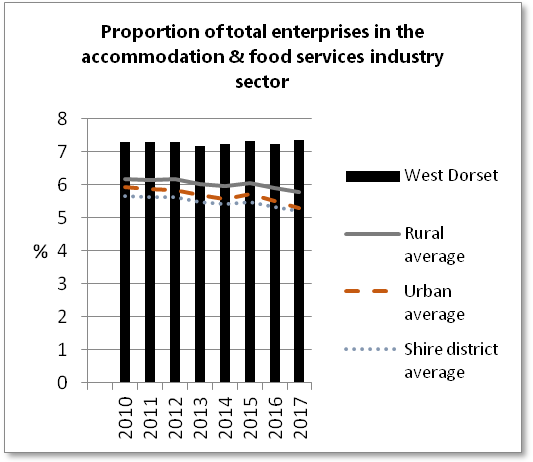 Proportion of total enterprises in the
accommodation & food services industry
sector
8
7
6
5
4
3
2
1
0
%
2010
2011
2012
2013
2014
2015
2016
2017
West Dorset
Rural
average
Urban
average
Shire district
average